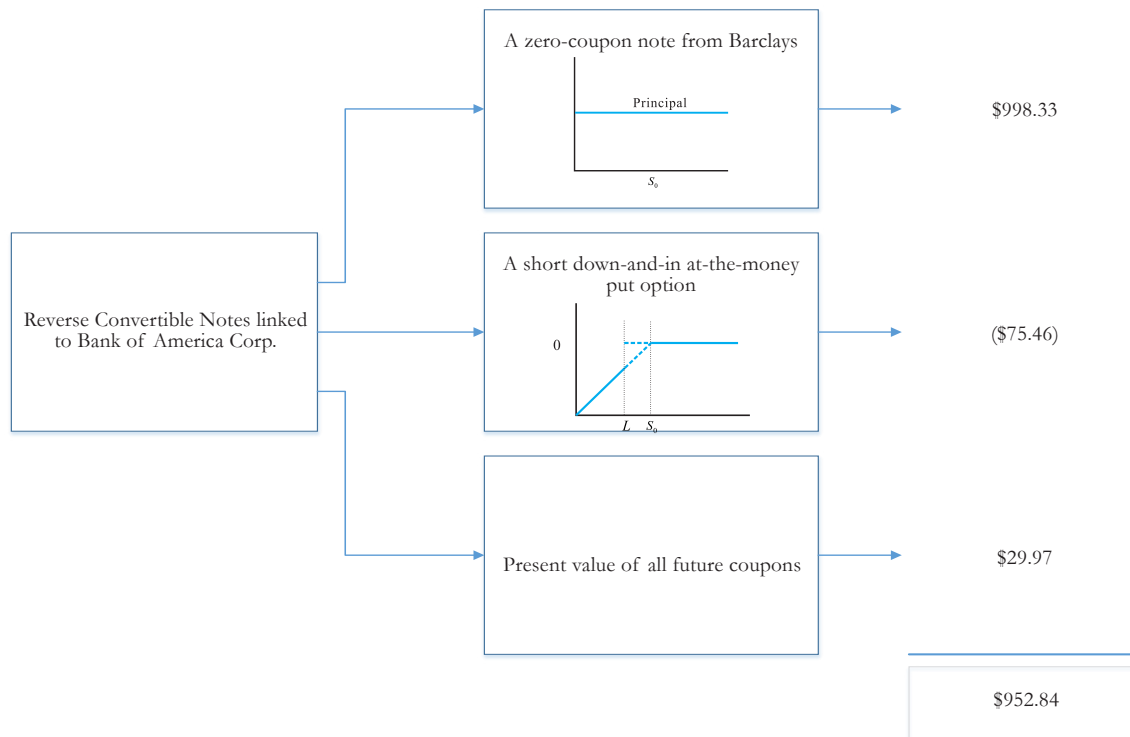 A zero-coupon note from Barclays
Principal
S₀
$998.33
Reverse Convertible Notes linked
to Bank of America Corp.
A short down-and-in at-the-money
put option
0
L S₀
($75.46)
Present value of all future coupons
$29.97
$952.84